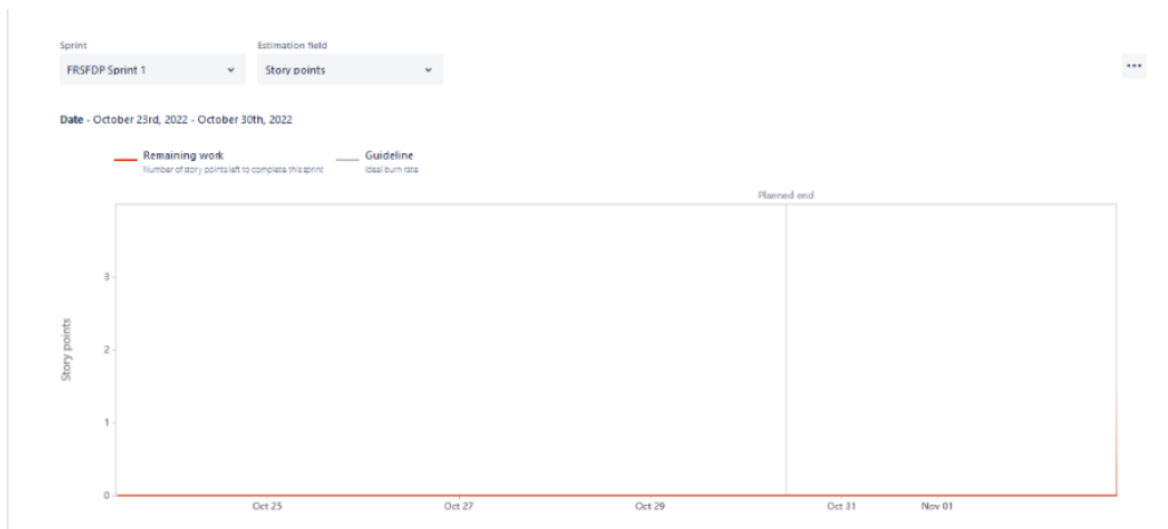 Sprint Estimation field
FRSFDP Sprint 1 Story points
Date - October 23rd, 2022 - October 30th, 2022
Remaining work Guideline
Number of story points left to complete this sprint Ideal burn rate
Planned end
3
2
1
0
Story points
Oct 25 Oct 27 Oct 29 Oct 31 Nov 01